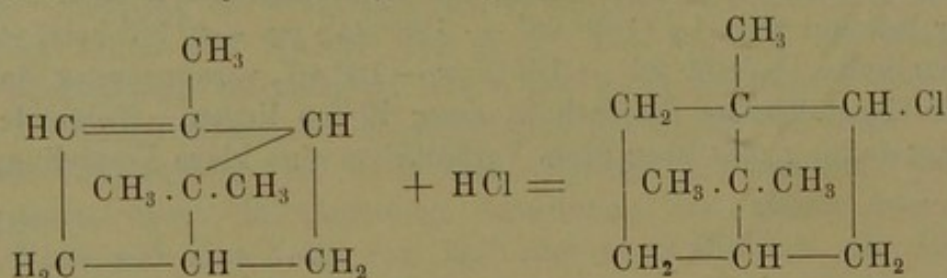 CH₃ CH₃
HC=C—CH CH₂—C—CH.Cl
CH₃.C.CH₃ + HCl = CH₃.C.CH₃
H₂C—CH—CH₂ CH₂—CH—CH₂